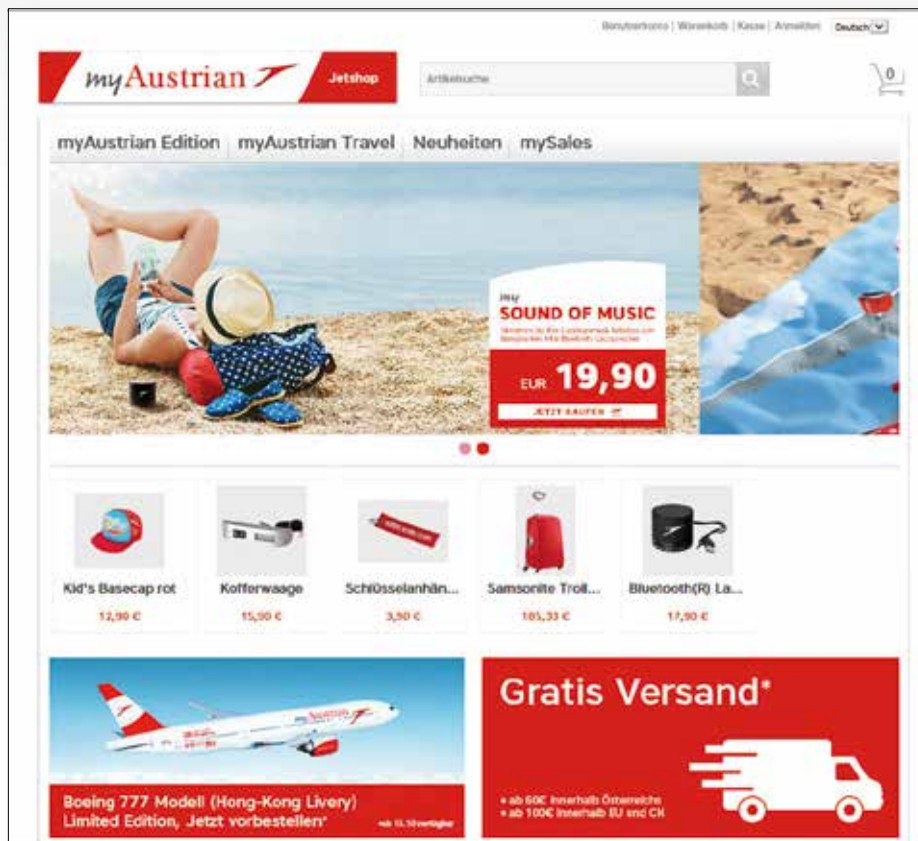 Benutzerkonto | Warenkorb | Kasse | Anmelden Deutsch
myAustrian Jetshop
Artikelsuche
0
myAustrian Edition myAustrian Travel Neuheiten mySales
my
SOUND OF MUSIC
EUR 19,90
JETZT KAUFEN
Kid's Basecap rot
12,90 €
Kofferwaage
15,90 €
Schlüsselanhän...
3,90 €
Samsonite Troll...
185,33 €
Bluetooth(R) La...
17,90 €
myAustrian
Boeing 777 Modell (Hong-Kong Livery)
Limited Edition, Jetzt vorbestellen*
Gratis Versand*
• ab 60€ innerhalb Österreichs
• ab 100€ innerhalb EU und CH